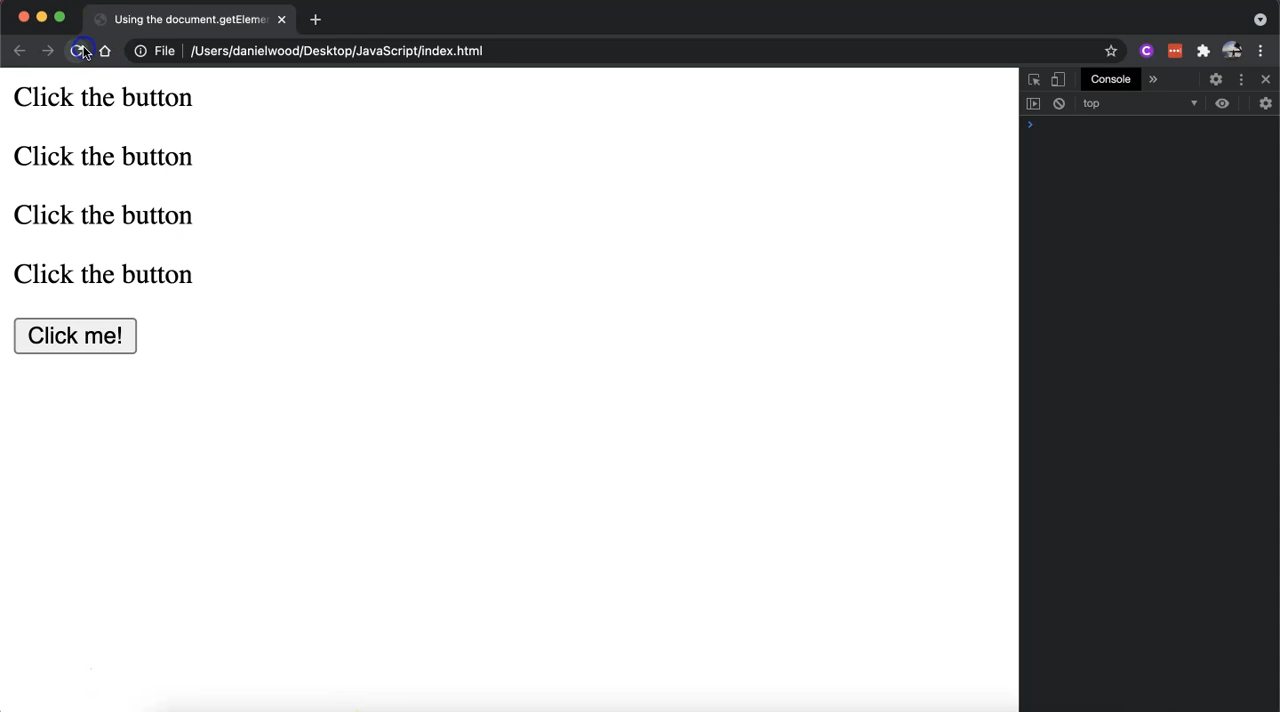 Using the document.getEleme
File /Users/danielwood/Desktop/JavaScript/index.html
C
Console
top
Click the button
Click the button
Click the button
Click the button
Click me!